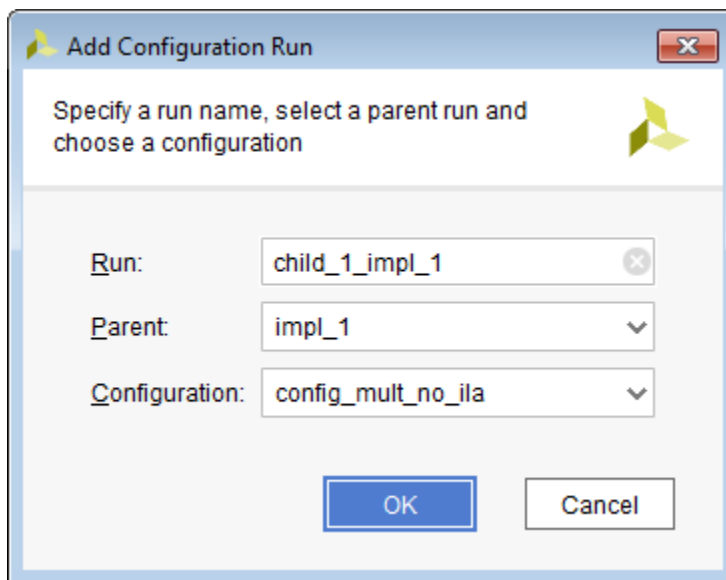 Add Configuration Run
Specify a run name, select a parent run and
choose a configuration
Run: child_1_impl_1
Parent: impl_1
Configuration: config_mult_no_ila
OK Cancel